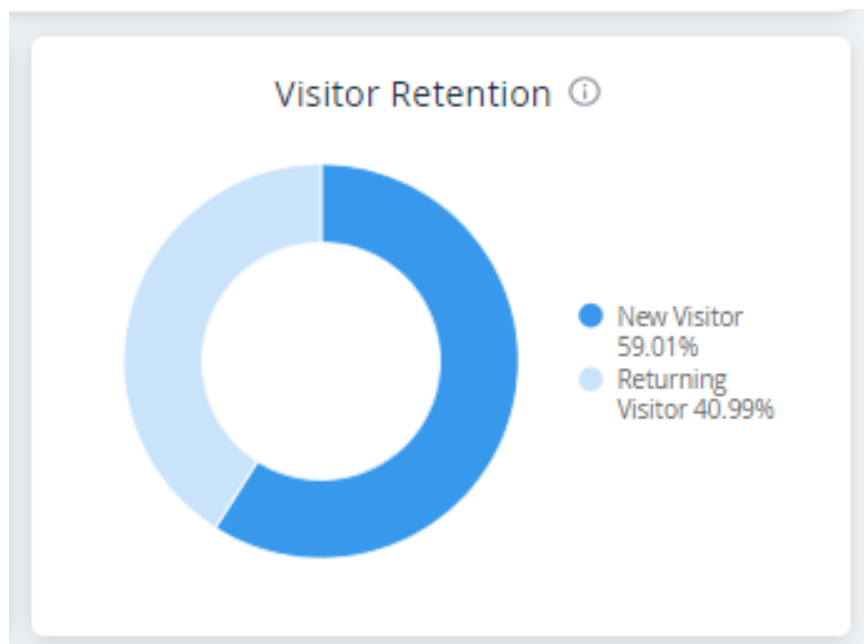 Visitor Retention
New Visitor
59.01%
Returning
Visitor 40.99%